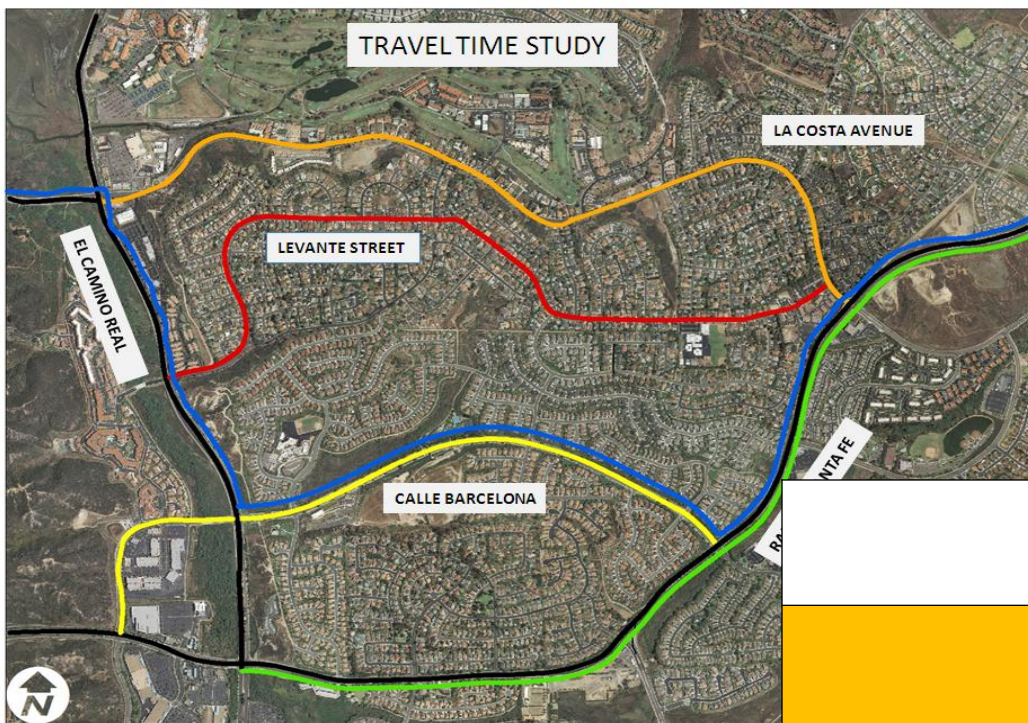 TRAVEL TIME STUDY
LA COSTA AVENUE
LEVANTE STREET
EL CAMINO REAL
CALLE BARCELONA
N